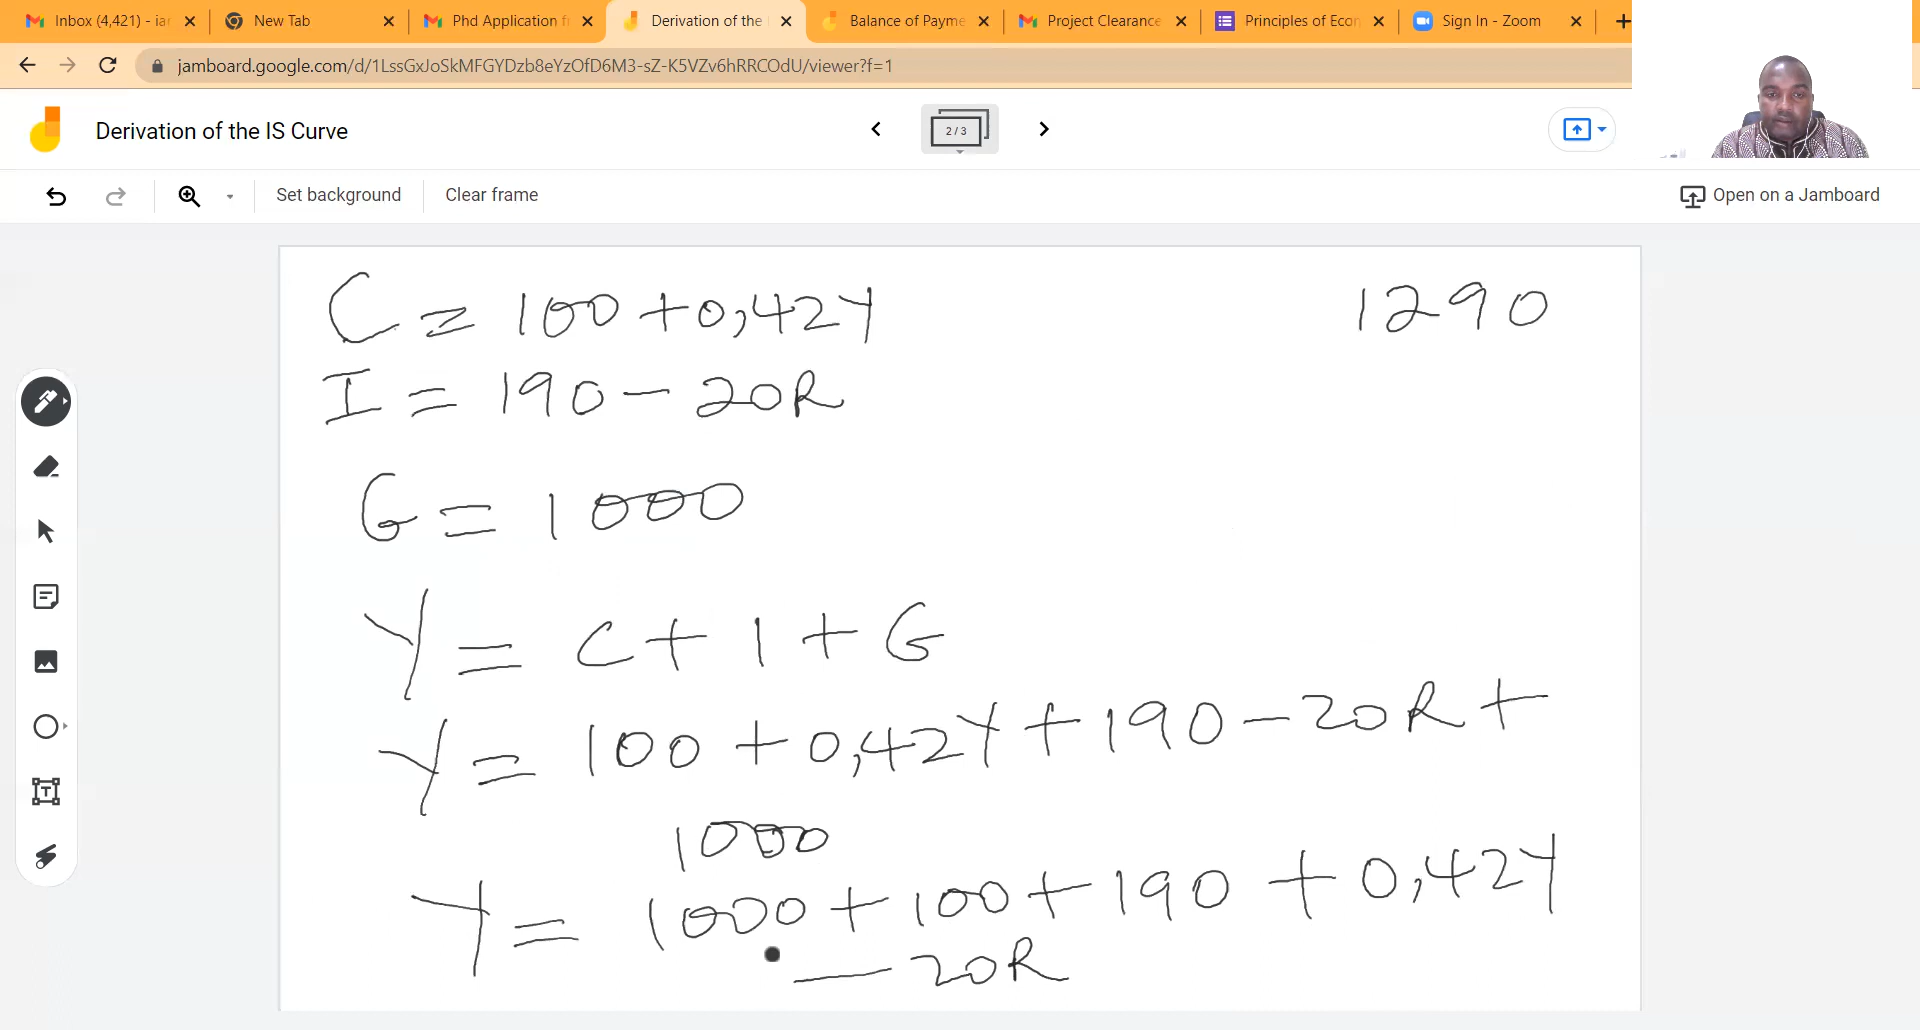 Inbox (4,421) - iar
New Tab
Phd Application f
Derivation of the
Balance of Payme
Project Clearance
Principles of Econ
Sign In - Zoom
jamboard.google.com/d/1LssGxJoSkMFGYDzb8eYzOfD6M3-sZ-K5VZv6hRRCOdU/viewer?f=1
Derivation of the IS Curve
2 / 3
Set background
Clear frame
Open on a Jamboard
C = 100 + 0,42Y
1290
I = 190 - 20R
G = 1000
Y = C + I + G
Y = 100 + 0,42Y + 190 - 20R +
1000
Y = 1000 + 100 + 190 + 0,42Y
- 20R